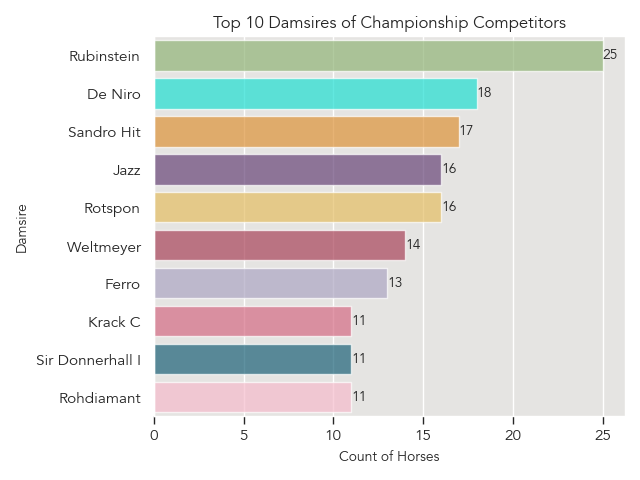 Top 10 Damsires of Championship Competitors
Damsire
Rubinstein 25
De Niro 18
Sandro Hit 17
Jazz 16
Rotspon 16
Weltmeyer 14
Ferro 13
Krack C 11
Sir Donnerhall I 11
Rohdiamant 11
0 5 10 15 20 25
Count of Horses